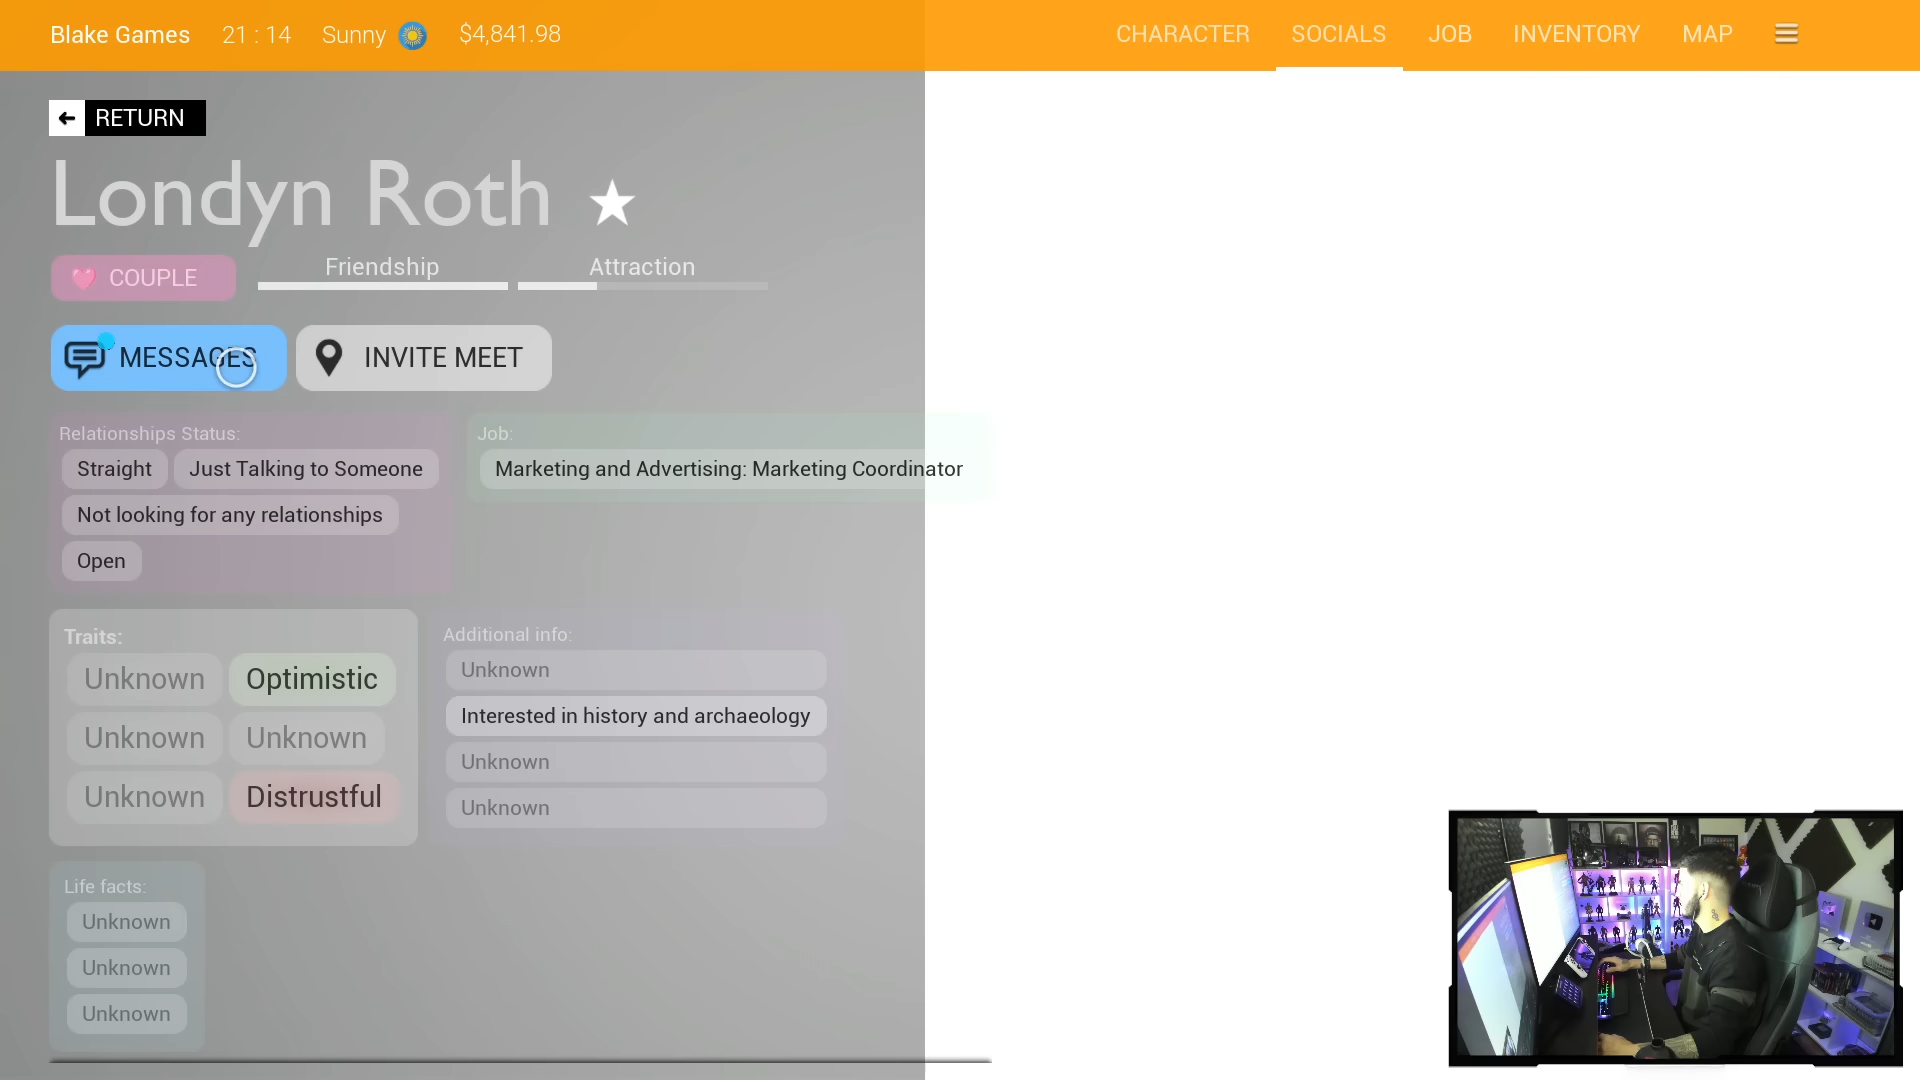 Blake Games 21 : 14 Sunny $4,841.98 CHARACTER SOCIALS JOB INVENTORY MAP
RETURN
Londyn Roth
COUPLE Friendship Attraction
MESSAGES INVITE MEET
Relationships Status:
Straight Just Talking to Someone
Not looking for any relationships
Open
Job:
Marketing and Advertising: Marketing Coordinator
Traits:
Unknown Optimistic
Unknown Unknown
Unknown Distrustful
Additional info:
Unknown
Interested in history and archaeology
Unknown
Unknown
Life facts:
Unknown
Unknown
Unknown